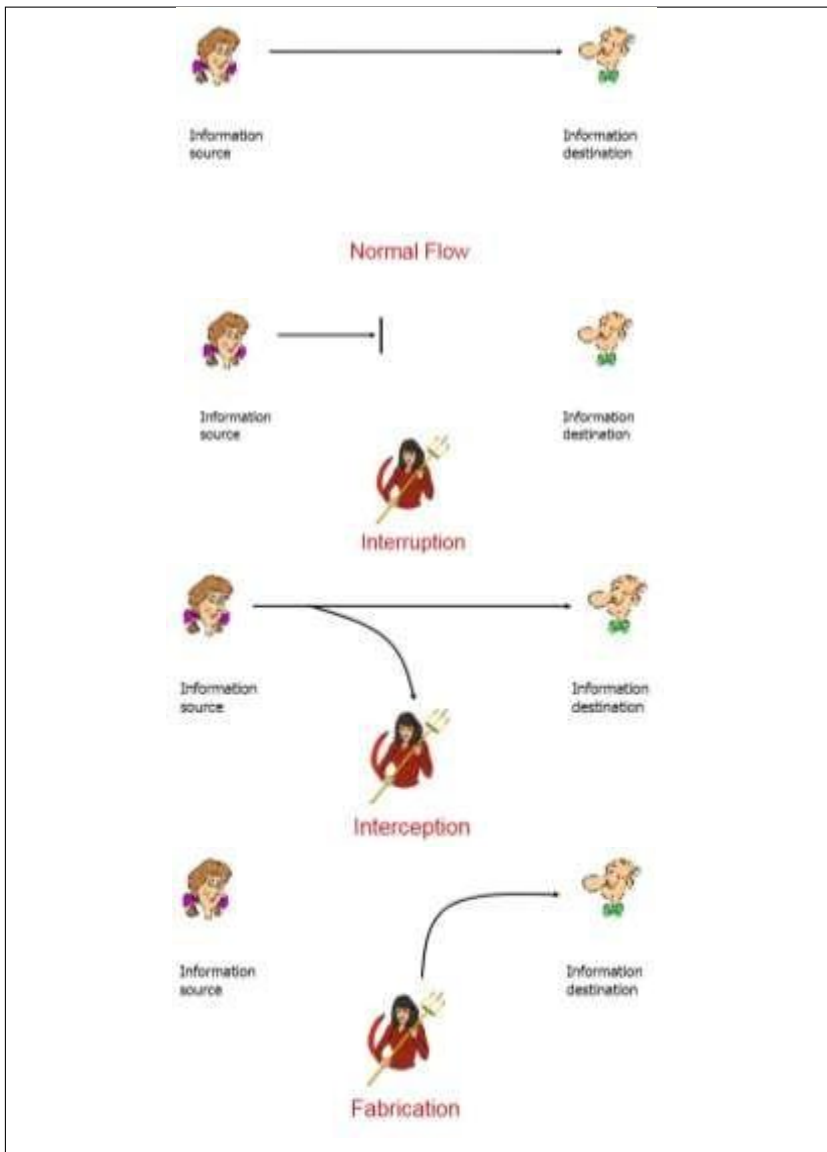 Information
source
Information
destination
Normal Flow
Information
source
Information
destination
Interruption
Information
source
Information
destination
Interception
Information
source
Information
destination
Fabrication